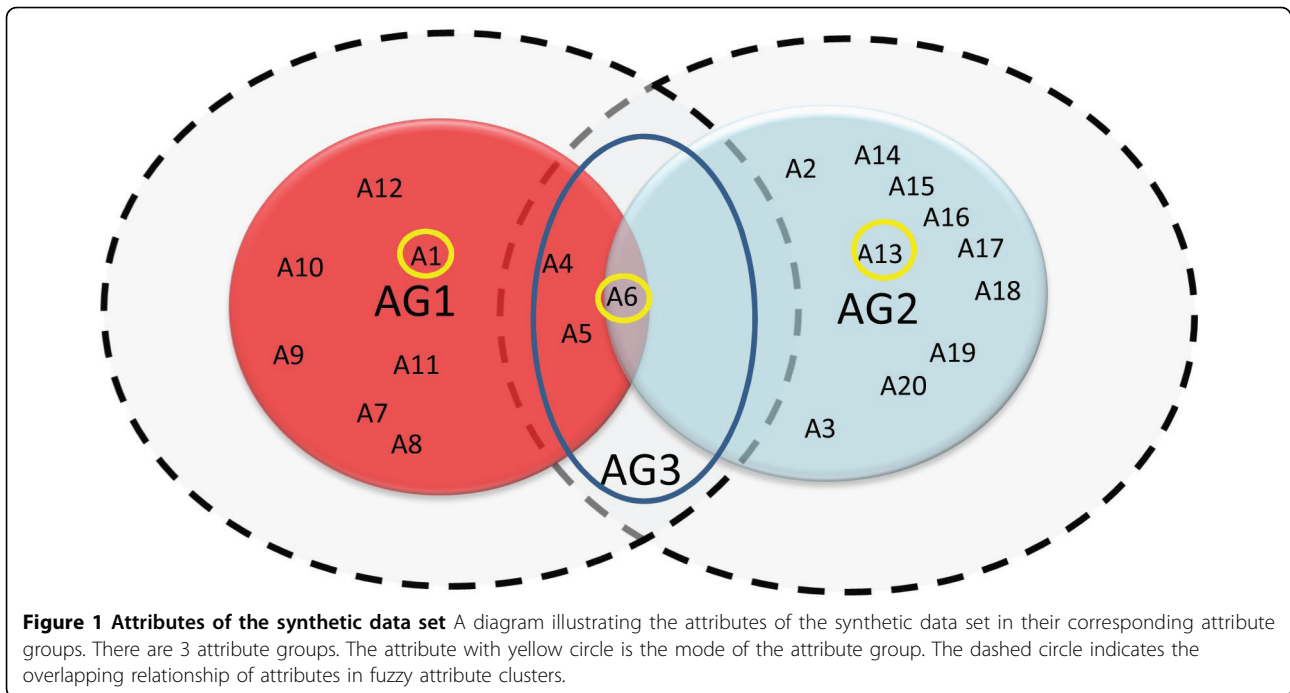 A12
A1
A10
AG1
A9
A11
A7
A8
A4
A6
A5
AG3
A2
A14
A15
A16
A13
A17
AG2
A18
A19
A20
A3
Figure 1 Attributes of the synthetic data set A diagram illustrating the attributes of the synthetic data set in their corresponding attribute
groups. There are 3 attribute groups. The attribute with yellow circle is the mode of the attribute group. The dashed circle indicates the
overlapping relationship of attributes in fuzzy attribute clusters.